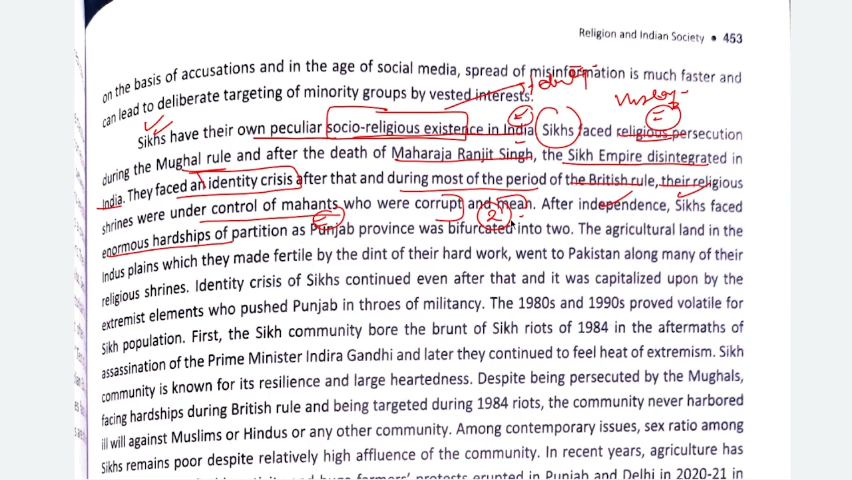 Religion and Indian Society • 453
on the basis of accusations and in the age of social media, spread of misinformation is much faster and
can lead to deliberate targeting of minority groups by vested interests.
Sikhs have their own peculiar socio-religious existence in India. Sikhs faced religious persecution
during the Mughal rule and after the death of Maharaja Ranjit Singh, the Sikh Empire disintegrated in
India. They faced an identity crisis after that and during most of the period of the British rule, their religious
shrines were under control of mahants who were corrupt and mean. After independence, Sikhs faced
enormous hardships of partition as Punjab province was bifurcated into two. The agricultural land in the
Indus plains which they made fertile by the dint of their hard work, went to Pakistan along many of their
religious shrines. Identity crisis of Sikhs continued even after that and it was capitalized upon by the
extremist elements who pushed Punjab in throes of militancy. The 1980s and 1990s proved volatile for
Sikh population. First, the Sikh community bore the brunt of Sikh riots of 1984 in the aftermaths of
assassination of the Prime Minister Indira Gandhi and later they continued to feel heat of extremism. Sikh
community is known for its resilience and large heartedness. Despite being persecuted by the Mughals,
facing hardships during British rule and being targeted during 1984 riots, the community never harbored
ill will against Muslims or Hindus or any other community. Among contemporary issues, sex ratio among
Sikhs remains poor despite relatively high affluence of the community. In recent years, agriculture has
and huge farmers' protests erupted in Punjab and Delhi in 2020-21 in
2